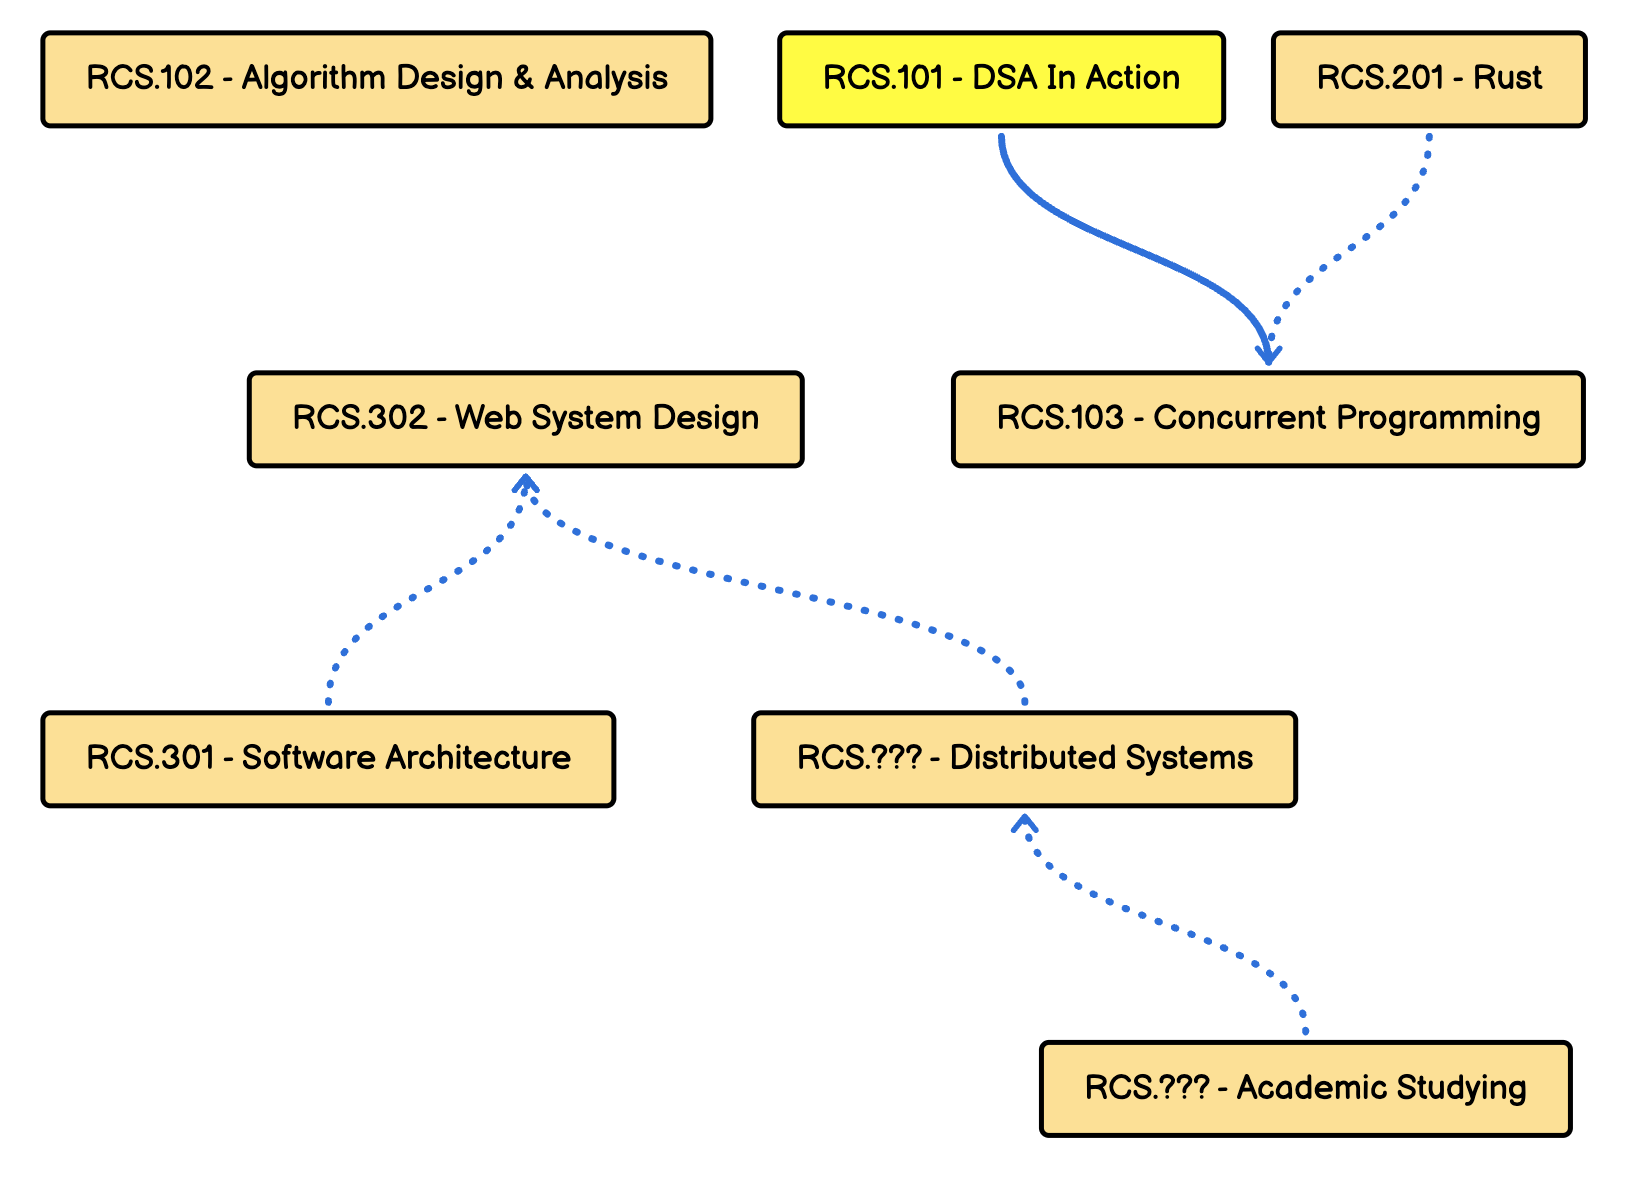 RCS.102 - Algorithm Design & Analysis
RCS.101 - DSA In Action
RCS.201 - Rust
RCS.302 - Web System Design
RCS.103 - Concurrent Programming
RCS.301 - Software Architecture
RCS.??? - Distributed Systems
RCS.??? - Academic Studying